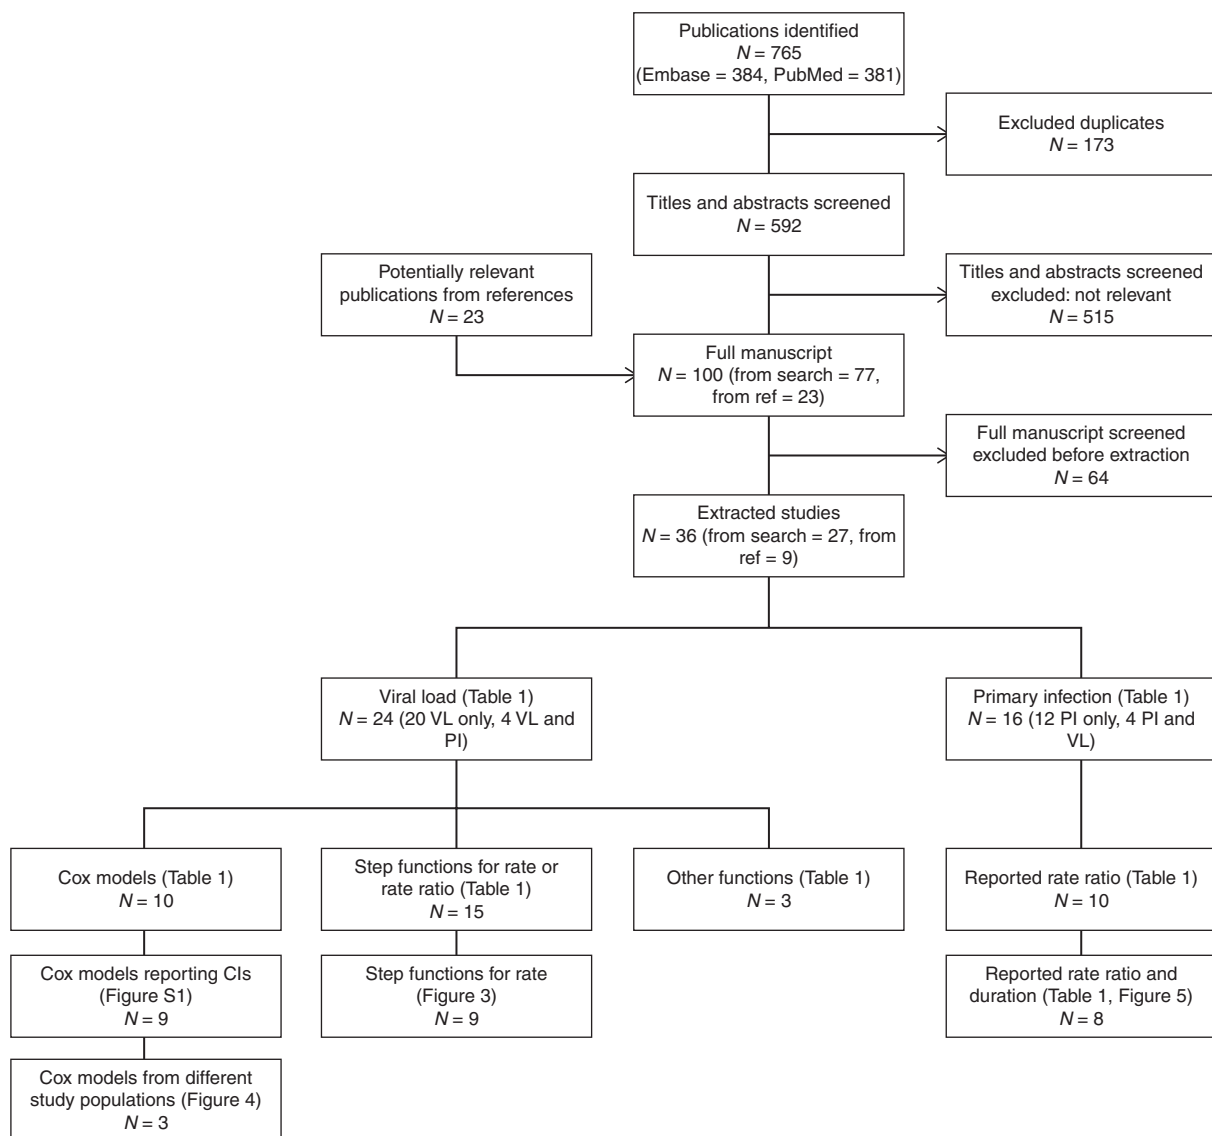 Publications identified
N = 765
(Embase = 384, PubMed = 381)
Excluded duplicates
N = 173
Titles and abstracts screened
N = 592
Potentially relevant
publications from references
N = 23
Titles and abstracts screened
excluded: not relevant
N = 515
Full manuscript
N = 100 (from search = 77,
from ref = 23)
Full manuscript screened
excluded before extraction
N = 64
Extracted studies
N = 36 (from search = 27, from
ref = 9)
Viral load (Table 1)
N = 24 (20 VL only, 4 VL and
PI)
Primary infection (Table 1)
N = 16 (12 PI only, 4 PI and
VL)
Cox models (Table 1)
N = 10
Step functions for rate or
rate ratio (Table 1)
N = 15
Other functions (Table 1)
N = 3
Reported rate ratio (Table 1)
N = 10
Cox models reporting CIs
(Figure S1)
N = 9
Step functions for rate
(Figure 3)
N = 9
Reported rate ratio and
duration (Table 1, Figure 5)
N = 8
Cox models from different
study populations (Figure 4)
N = 3